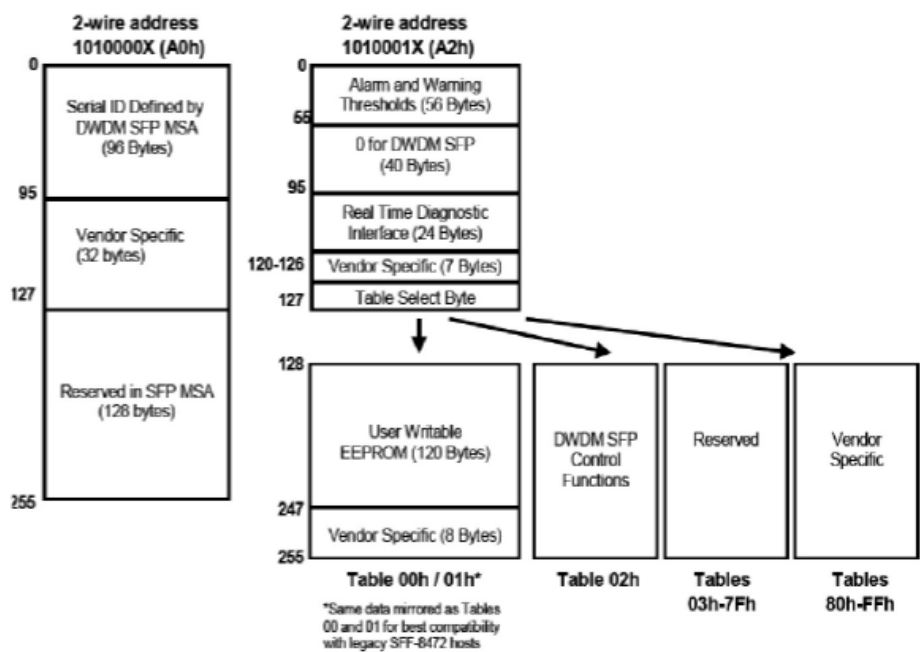 2-wire address
1010000X (A0h)
0
Serial ID Defined by
DWDM SFP MSA
(96 Bytes)
95
Vendor Specific
(32 bytes)
127
Reserved in SFP MSA
(128 bytes)
255
2-wire address
1010001X (A2h)
0
Alarm and Warning
Thresholds (56 Bytes)
55
0 for DWDM SFP
(40 Bytes)
95
Real Time Diagnostic
Interface (24 Bytes)
120-126
Vendor Specific (7 Bytes)
127
Table Select Byte
128
User Writable
EEPROM (120 Bytes)
247
Vendor Specific (8 Bytes)
255
Table 00h / 01h*
*Same data mirrored as Tables
00 and 01 for best compatibility
with legacy SFF-8472 hosts
DWDM SFP
Control
Functions
Table 02h
Reserved
Tables
03h-7Fh
Vendor
Specific
Tables
80h-FFh